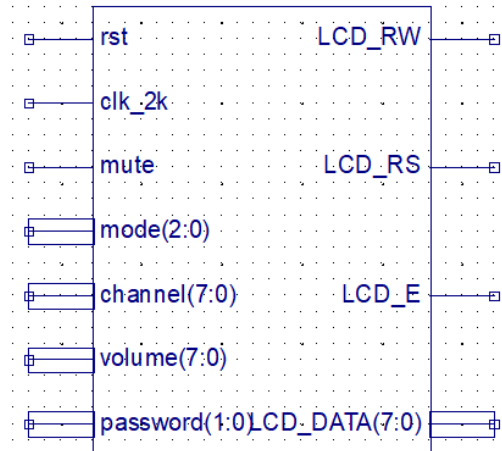 rst LCD_RW
clk_2k
mute LCD_RS
mode(2:0)
channel(7:0) LCD_E
volume(7:0)
password(1:0) LCD_DATA(7:0)